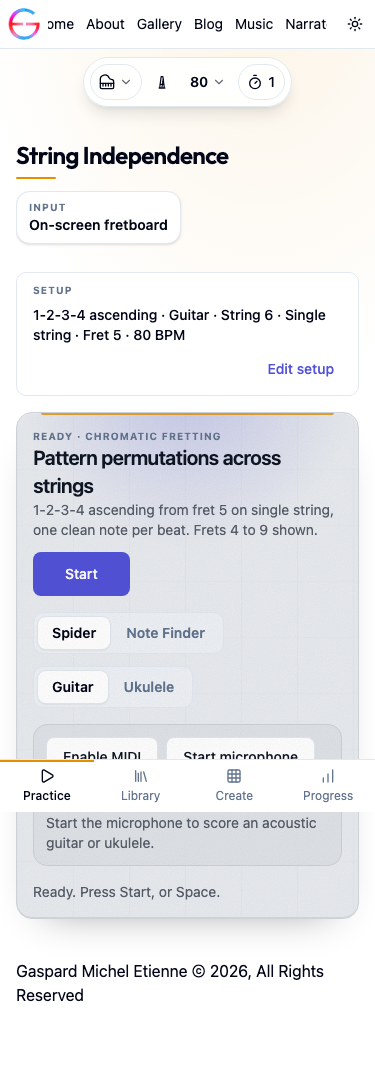 ome About Gallery Blog Music Narrat
80 1
String Independence
INPUT
On-screen fretboard
SETUP
1-2-3-4 ascending · Guitar · String 6 · Single
string · Fret 5 · 80 BPM
Edit setup
READY · CHROMATIC FRETTING
Pattern permutations across
strings
1-2-3-4 ascending from fret 5 on single string,
one clean note per beat. Frets 4 to 9 shown.
Start
Spider Note Finder
Guitar Ukulele
Enable MIDI Start microphone
Practice Library Create Progress
Start the microphone to score an acoustic
guitar or ukulele.
Ready. Press Start, or Space.
Gaspard Michel Etienne © 2026, All Rights
Reserved